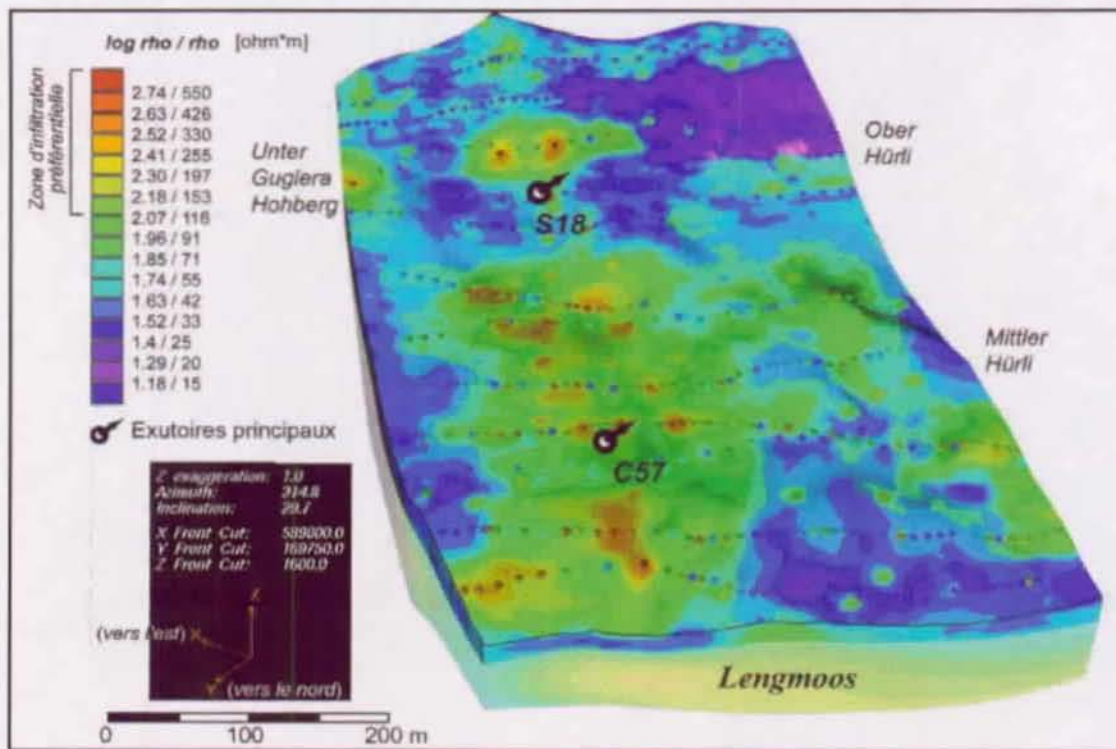 log rho / rho [ohm*m]
Zone d'infiltration
préférentielle
2.74 / 550
2.63 / 426
2.52 / 330
2.41 / 255
2.30 / 197
2.18 / 153
2.07 / 116
1.96 / 91
1.85 / 71
1.74 / 55
1.63 / 42
1.52 / 33
1.4 / 25
1.29 / 20
1.18 / 15
Exutoires principaux
Unter
Guglera
Hohberg
Ober
Hürli
S18
Mittler
Hürli
C57
Z exaggeration: 1.0
Azimuth: 314.8
Inclination: 29.7
X Front Cut: 589000.0
Y Front Cut: 169750.0
Z Front Cut: 1600.0
Z
X
(vers l'est)
Y
(vers le nord)
Lengmoos
0 100 200 m